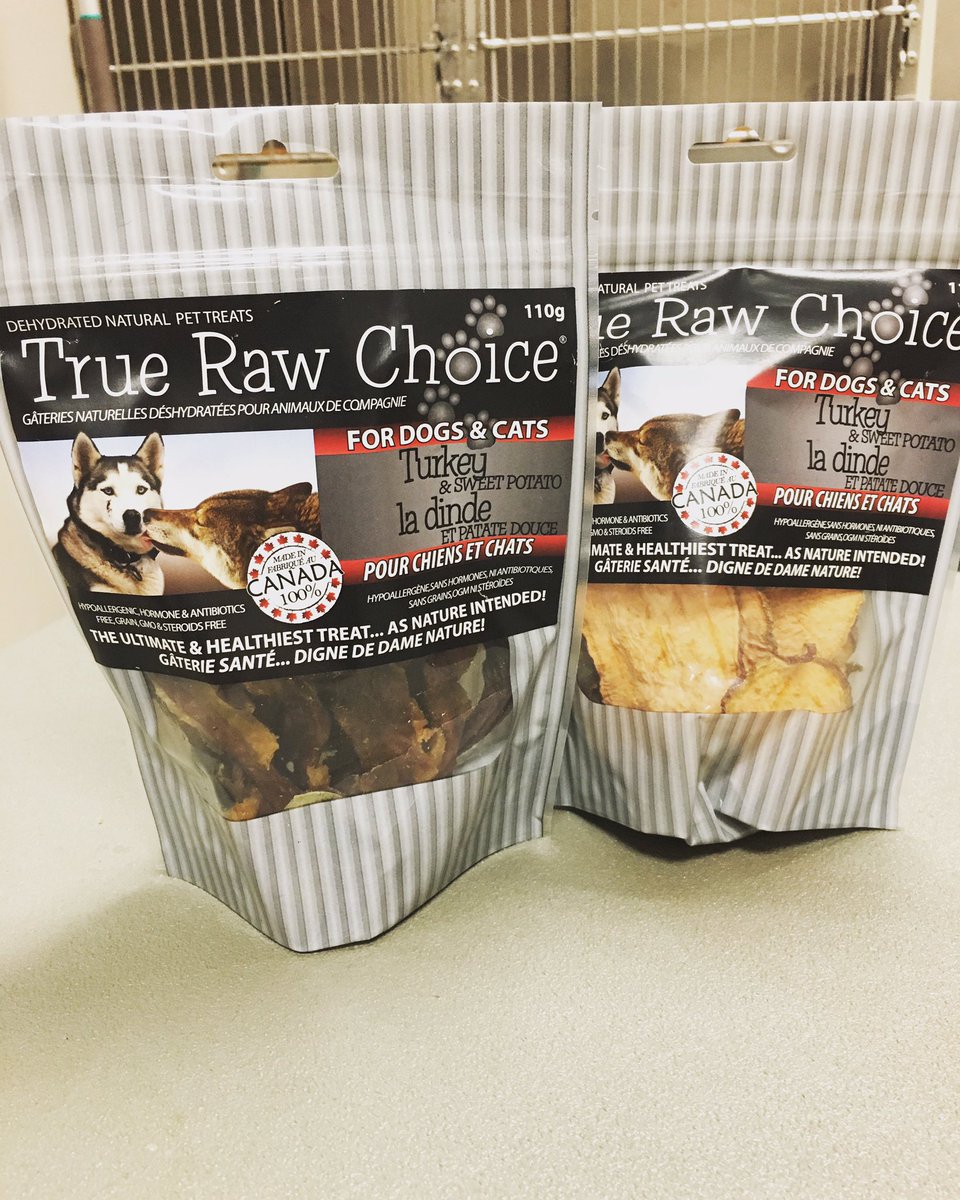 DEHYDRATED NATURAL PET TREATS
110g
True Raw Choice®
GÂTERIES NATURELLES DÉSHYDRATÉES POUR ANIMAUX DE COMPAGNIE
FOR DOGS & CATS
Turkey
& SWEET POTATO
la dinde
ET PATATE DOUCE
POUR CHIENS ET CHATS
MADE IN
FABRIQUÉ AU
CANADA
100%
HYPOALLERGENIC, HORMONE & ANTIBIOTICS
FREE, GRAIN, GMO & STEROIDS FREE
HYPOALLERGÈNE, SANS HORMONES, NI ANTIBIOTIQUES,
SANS GRAINS, OGM NI STÉROÏDES
THE ULTIMATE & HEALTHIEST TREAT... AS NATURE INTENDED!
GÂTERIE SANTÉ... DIGNE DE DAME NATURE!
PET TREATS
Raw Choice
DÉSHYDRATÉES POUR ANIMAUX DE COMPAGNIE
FOR DOGS & CATS
Turkey
& SWEET POTATO
la dinde
ET PATATE DOUCE
POUR CHIENS ET CHATS
MADE IN
FABRIQUÉ AU
CANADA
100%
HORMONE & ANTIBIOTICS
& STEROIDS FREE
HYPOALLERGÈNE, SANS HORMONES, NI ANTIBIOTIQUES,
SANS GRAINS, OGM NI STÉROÏDES
& HEALTHIEST TREAT... AS NATURE INTENDED!
GÂTERIE SANTÉ... DIGNE DE DAME NATURE!